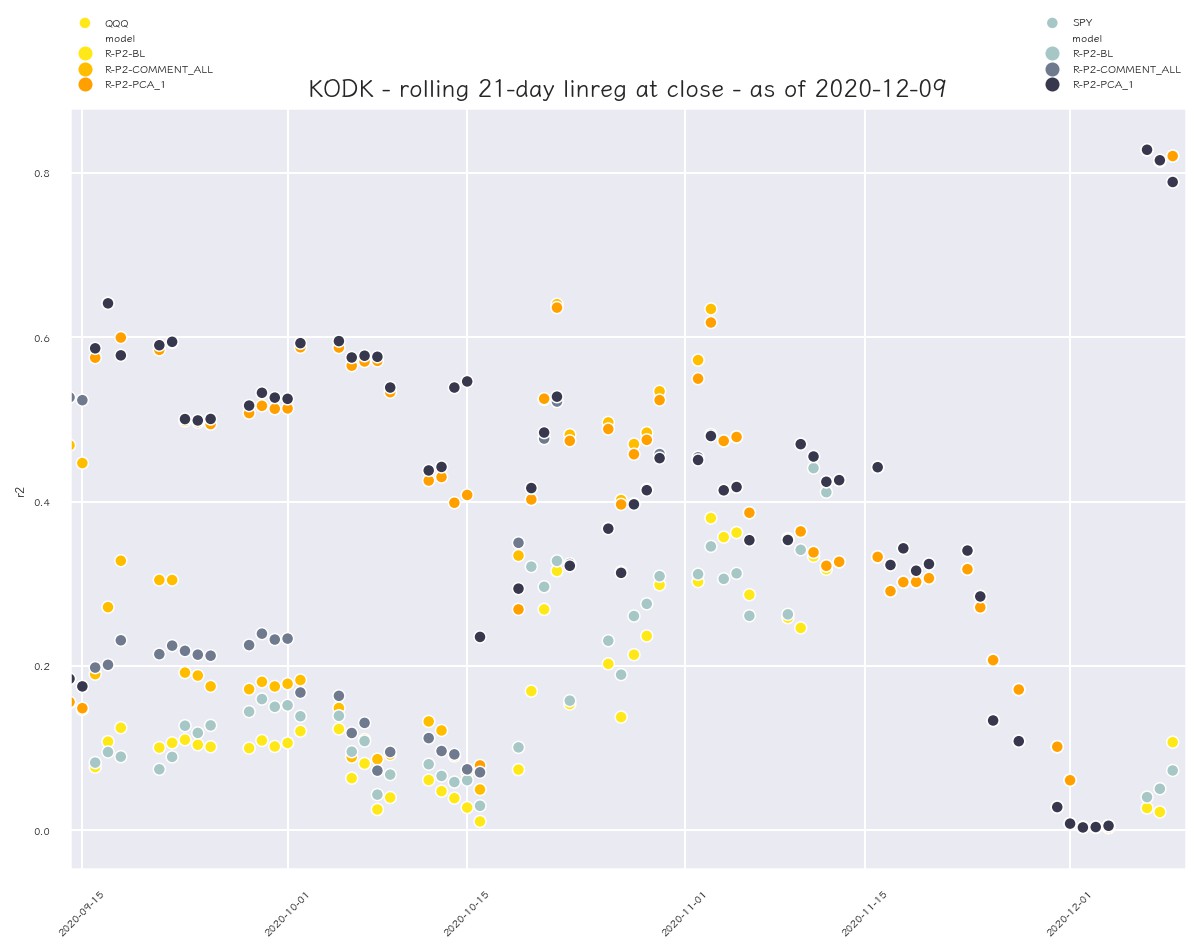 QQQ
model
R-P2-BL
R-P2-COMMENT_ALL
R-P2-PCA_1
SPY
model
R-P2-BL
R-P2-COMMENT_ALL
R-P2-PCA_1
KODK - rolling 21-day linreg at close - as of 2020-12-09
r2
0.8
0.6
0.4
0.2
0.0
2020-09-15
2020-10-01
2020-10-15
2020-11-01
2020-11-15
2020-12-01